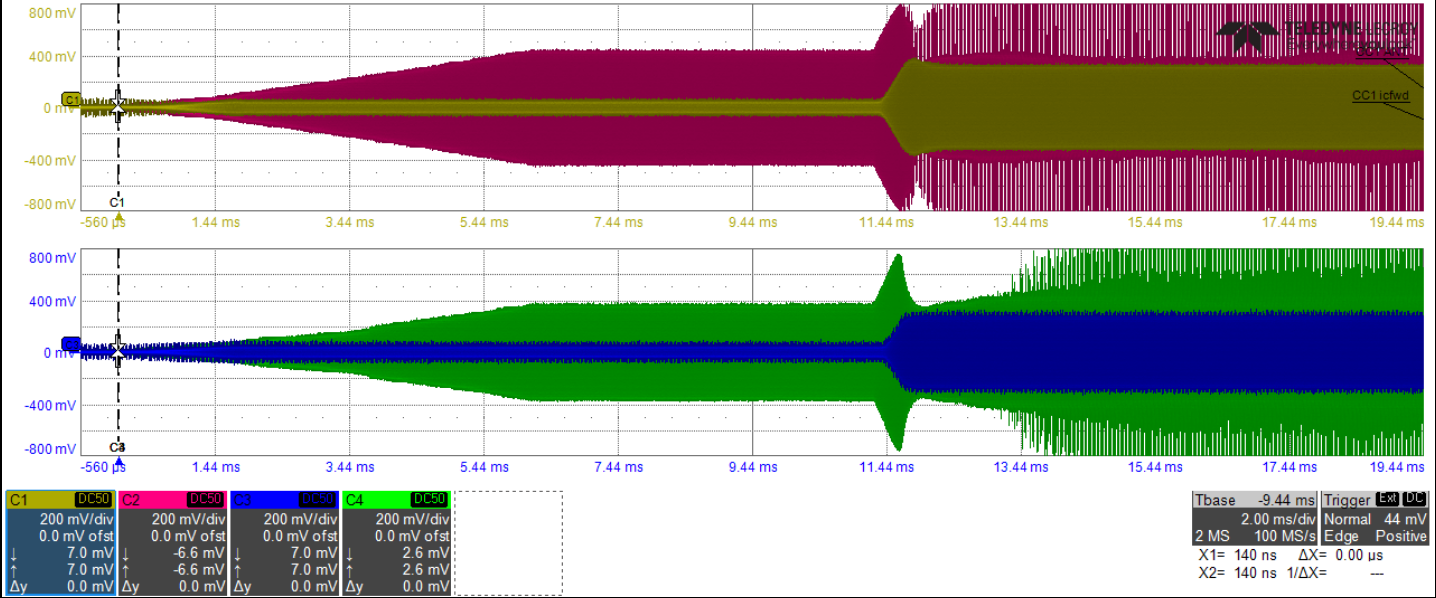 800 mV
400 mV
0 mV
-400 mV
-800 mV
C1
C1
TELEDYNE LECROY
CC1 icfwd
-560 µs 1.44 ms 3.44 ms 5.44 ms 7.44 ms 9.44 ms 11.44 ms 13.44 ms 15.44 ms 17.44 ms 19.44 ms
800 mV
400 mV
0 mV
-400 mV
-800 mV
-560 µs 1.44 ms 3.44 ms 5.44 ms 7.44 ms 9.44 ms 11.44 ms 13.44 ms 15.44 ms 17.44 ms 19.44 ms
C1 DC50 C2 DC50 C3 DC50 C4 DC50
200 mV/div 200 mV/div 200 mV/div 200 mV/div
0.0 mV ofst 0.0 mV ofst 0.0 mV ofst 0.0 mV ofst
↓ 7.0 mV ↓ -6.6 mV ↓ 7.0 mV ↓ 2.6 mV
↑ 7.0 mV ↑ -6.6 mV ↑ 7.0 mV ↑ 2.6 mV
Δy 0.0 mV Δy 0.0 mV Δy 0.0 mV Δy 0.0 mV
Tbase -9.44 ms Trigger Ext DC
2.00 ms/div Normal 44 mV
2 MS 100 MS/s Edge Positive
X1= 140 ns ΔX= 0.00 µs
X2= 140 ns 1/ΔX= ---